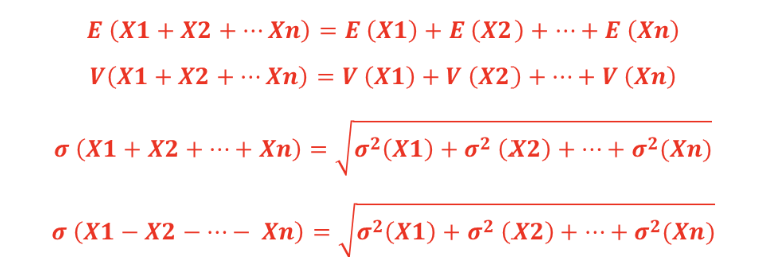 E (X1 + X2 + ⋯ Xn) = E (X1) + E (X2) + ⋯ + E (Xn)
V(X1 + X2 + ⋯ Xn) = V (X1) + V (X2) + ⋯ + V (Xn)
σ (X1 + X2 + ⋯ + Xn) = √σ²(X1) + σ² (X2) + ⋯ + σ²(Xn)
σ (X1 − X2 − ⋯ − Xn) = √σ²(X1) + σ² (X2) + ⋯ + σ²(Xn)